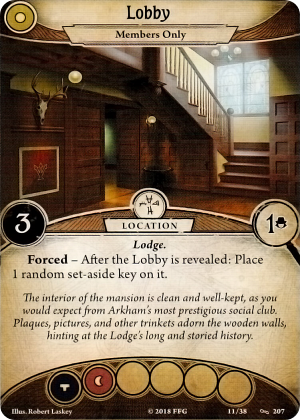 Lobby
Members Only
3
1
LOCATION
Lodge.
Forced – After the Lobby is revealed: Place
1 random set-aside key on it.
The interior of the mansion is clean and well-kept, as you
would expect from Arkham's most prestigious social club.
Plaques, pictures, and other trinkets adorn the wooden walls,
hinting at the Lodge's long and storied history.
Illus. Robert Laskey © 2018 FFG 11/38 207